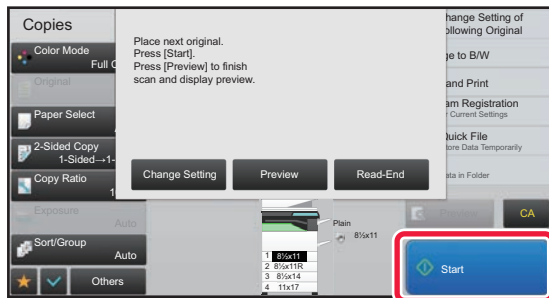 Copies
Color Mode
Full
Original
Paper Select
2-Sided Copy
1-Sided→1-
Copy Ratio
Exposure
Auto
Sort/Group
Auto
Others
Place next original.
Press [Start].
Press [Preview] to finish
scan and display preview.
Change Setting
Preview
Read-End
Plain
8½x11
1 8½x11
2 8½x11R
3 8½x14
4 11x17
hange Setting of
ollowing Original
ge to B/W
and Print
am Registration
Current Settings
Quick File
tore Data Temporarily
ata in Folder
Preview
CA
Start